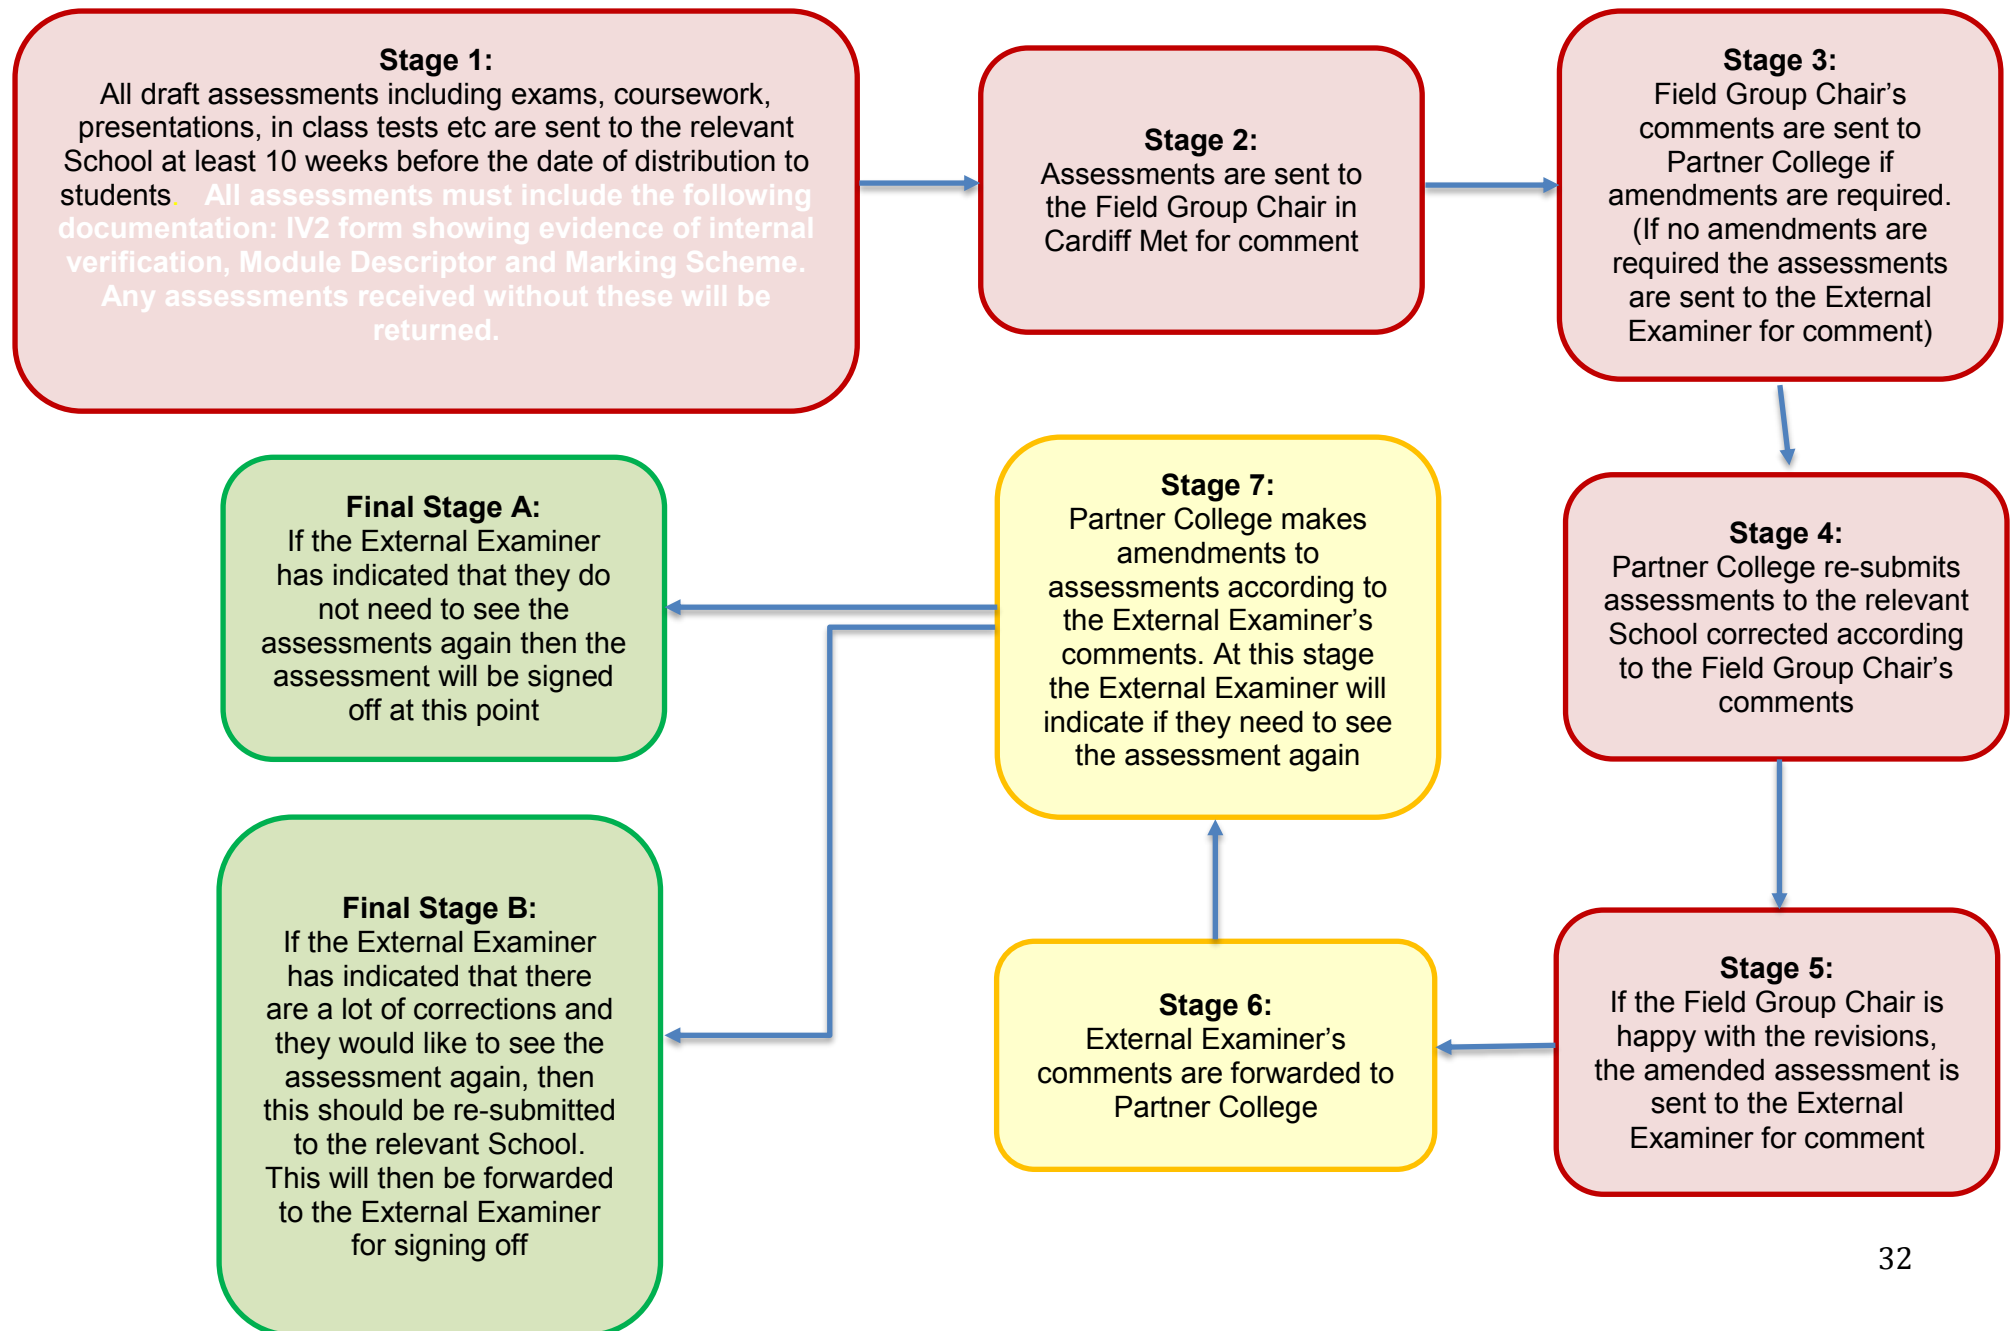 Stage 1:
All draft assessments including exams, coursework,
presentations, in class tests etc are sent to the relevant
School at least 10 weeks before the date of distribution to
students. All assessments must include the following
documentation: IV2 form showing evidence of internal
verification, Module Descriptor and Marking Scheme.
Any assessments received without these will be
returned.
Stage 2:
Assessments are sent to
the Field Group Chair in
Cardiff Met for comment
Stage 3:
Field Group Chair’s
comments are sent to
Partner College if
amendments are required.
(If no amendments are
required the assessments
are sent to the External
Examiner for comment)
Stage 4:
Partner College re-submits
assessments to the relevant
School corrected according
to the Field Group Chair’s
comments
Stage 5:
If the Field Group Chair is
happy with the revisions,
the amended assessment is
sent to the External
Examiner for comment
Stage 6:
External Examiner’s
comments are forwarded to
Partner College
Stage 7:
Partner College makes
amendments to
assessments according to
the External Examiner’s
comments. At this stage
the External Examiner will
indicate if they need to see
the assessment again
Final Stage A:
If the External Examiner
has indicated that they do
not need to see the
assessments again then the
assessment will be signed
off at this point
Final Stage B:
If the External Examiner
has indicated that there
are a lot of corrections and
they would like to see the
assessment again, then
this should be re-submitted
to the relevant School.
This will then be forwarded
to the External Examiner
for signing off
32